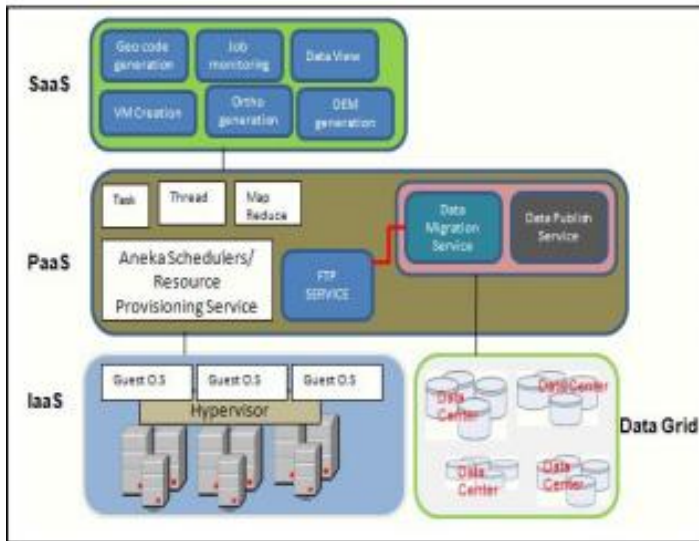 SaaS
Geo code
generation
Job
monitoring
Data View
VM Creation
Ortho
generation
DEM
generation
PaaS
Task
Thread
Map
Reduce
Aneka Schedulers/
Resource
Provisioning Service
FTP
SERVICE
Data
Migration
Service
Data Publish
Service
IaaS
Guest O.S
Guest O.S
Guest O.S
Hypervisor
Data
Center
Data Center
Data
Center
Data
Center
Data Grid